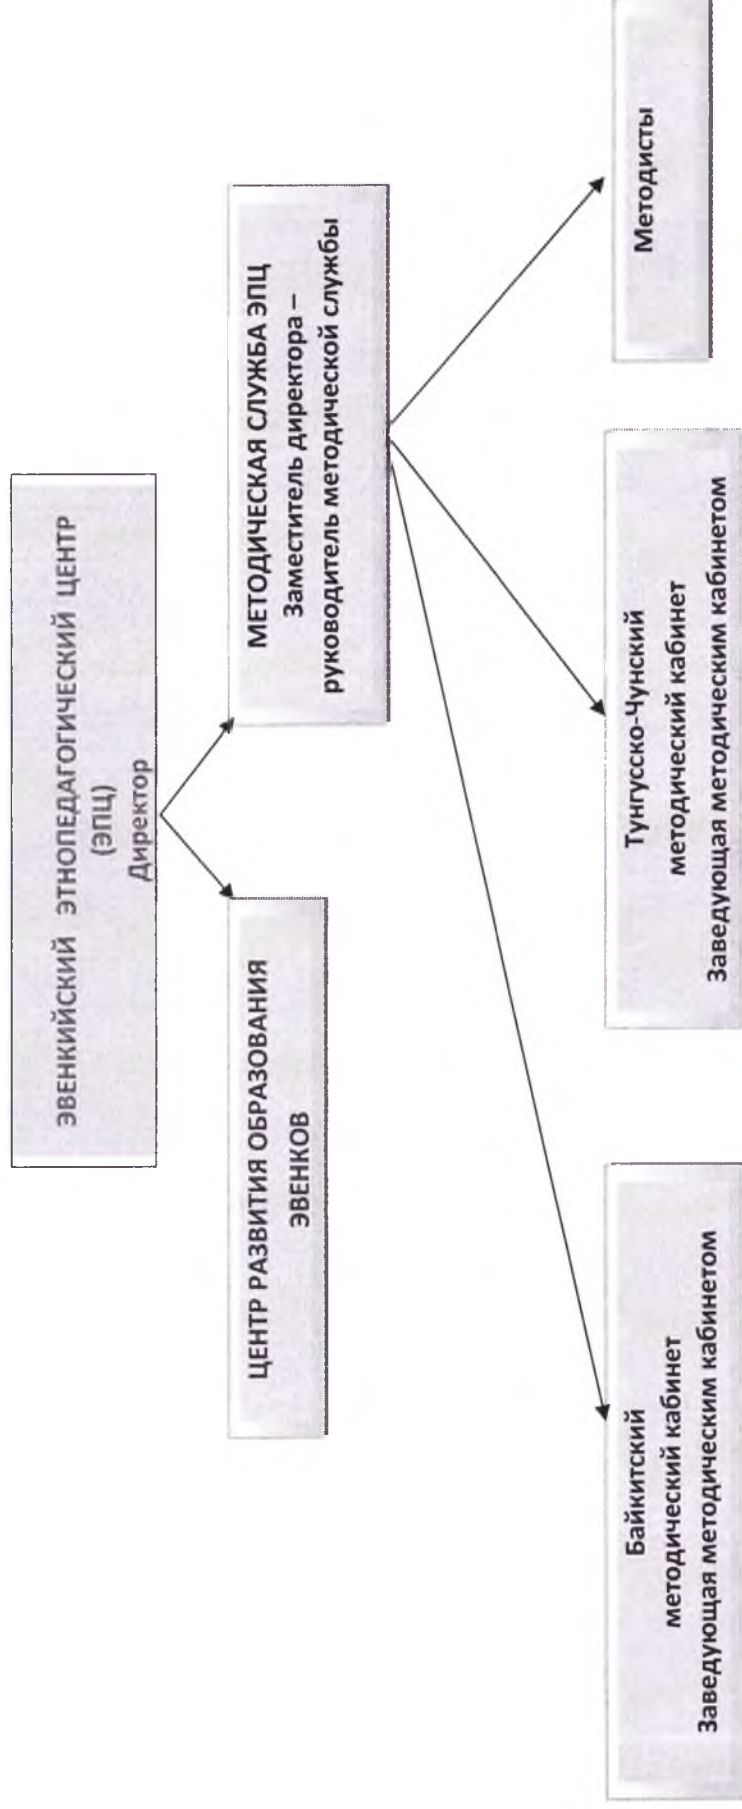 ЭВЕНКИЙСКИЙ ЭТНОПЕДАГОГИЧЕСКИЙ ЦЕНТР
(ЭПЦ)
Директор
ЦЕНТР РАЗВИТИЯ ОБРАЗОВАНИЯ
ЭВЕНКОВ
МЕТОДИЧЕСКАЯ СЛУЖБА ЭПЦ
Заместитель директора –
руководитель методической службы
Байкитский
методический кабинет
Заведующая методическим кабинетом
Тунгусско-Чунский
методический кабинет
Заведующая методическим кабинетом
Методисты